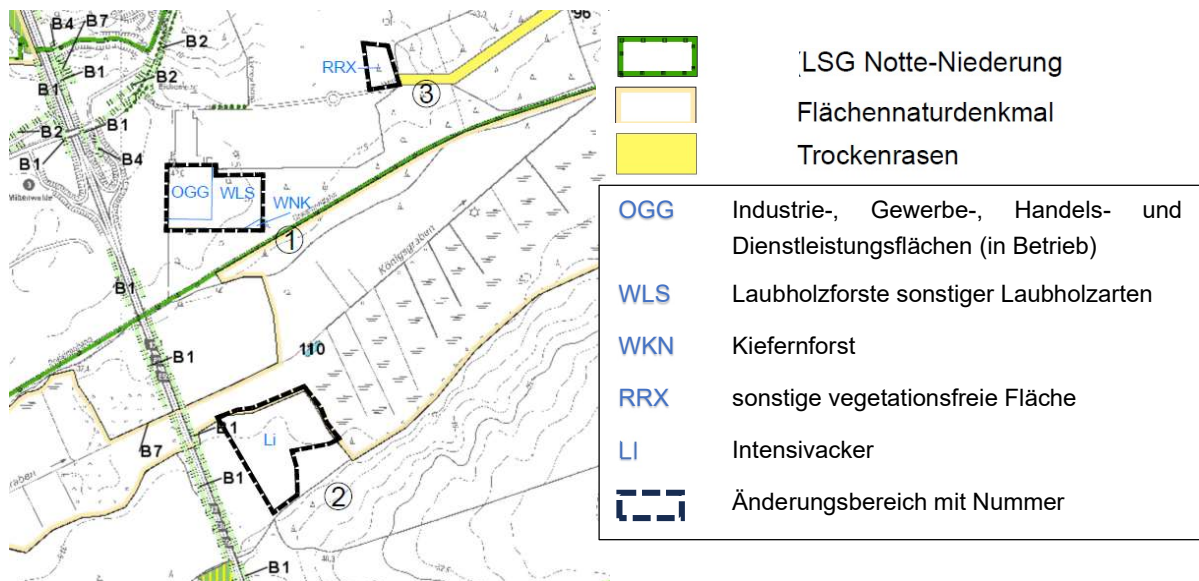 B4
B7
B2
B1
B2
B1
B1
B2
B4
B1
96
RRX
3
OGG
WLS
WNK
1
B1
Königsgraben
110
B1
B1
Li
B7
B1
2
B1
LSG Notte-Niederung
Flächennaturdenkmal
Trockenrasen
OGG Industrie-, Gewerbe-, Handels- und
Dienstleistungsflächen (in Betrieb)
WLS Laubholzforste sonstiger Laubholzarten
WKN Kiefernforst
RRX sonstige vegetationsfreie Fläche
LI Intensivacker
Änderungsbereich mit Nummer